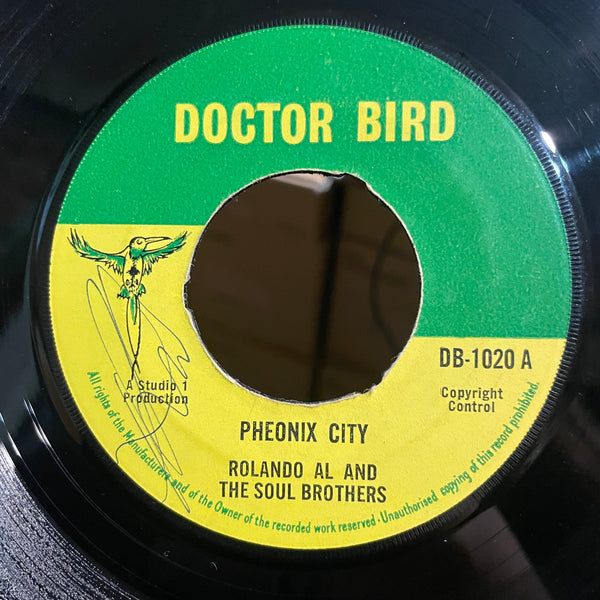 DOCTOR BIRD
DB-1020 A
A Studio 1
Production
Copyright
Control
PHEONIX CITY
ROLANDO AL AND
THE SOUL BROTHERS
All rights of the Manufacturers and of the Owner of the recorded work reserved · Unauthorised copying of this record prohibited.